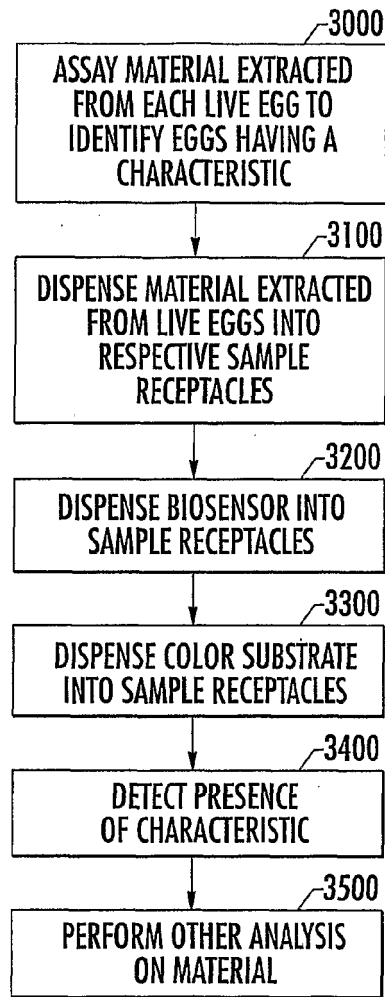 3000
ASSAY MATERIAL EXTRACTED
FROM EACH LIVE EGG TO
IDENTIFY EGGS HAVING A
CHARACTERISTIC
3100
DISPENSE MATERIAL EXTRACTED
FROM LIVE EGGS INTO
RESPECTIVE SAMPLE
RECEPTACLES
3200
DISPENSE BIOSENSOR INTO
SAMPLE RECEPTACLES
3300
DISPENSE COLOR SUBSTRATE
INTO SAMPLE RECEPTACLES
3400
DETECT PRESENCE
OF CHARACTERISTIC
3500
PERFORM OTHER ANALYSIS
ON MATERIAL